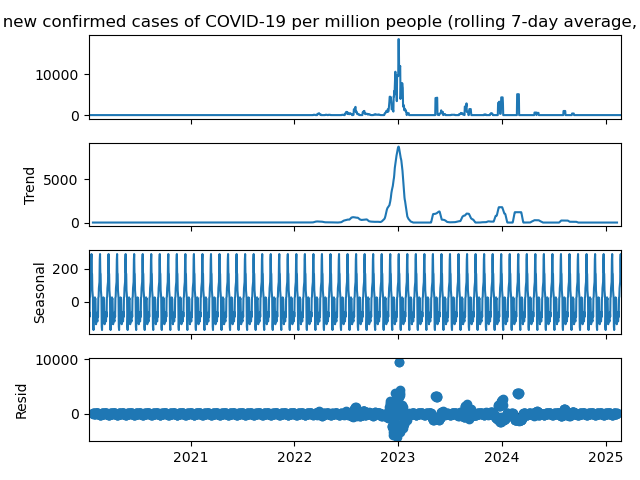 new confirmed cases of COVID-19 per million people (rolling 7-day average,
10000
0
Trend
5000
0
Seasonal
200
0
Resid
10000
0
2021 2022 2023 2024 2025